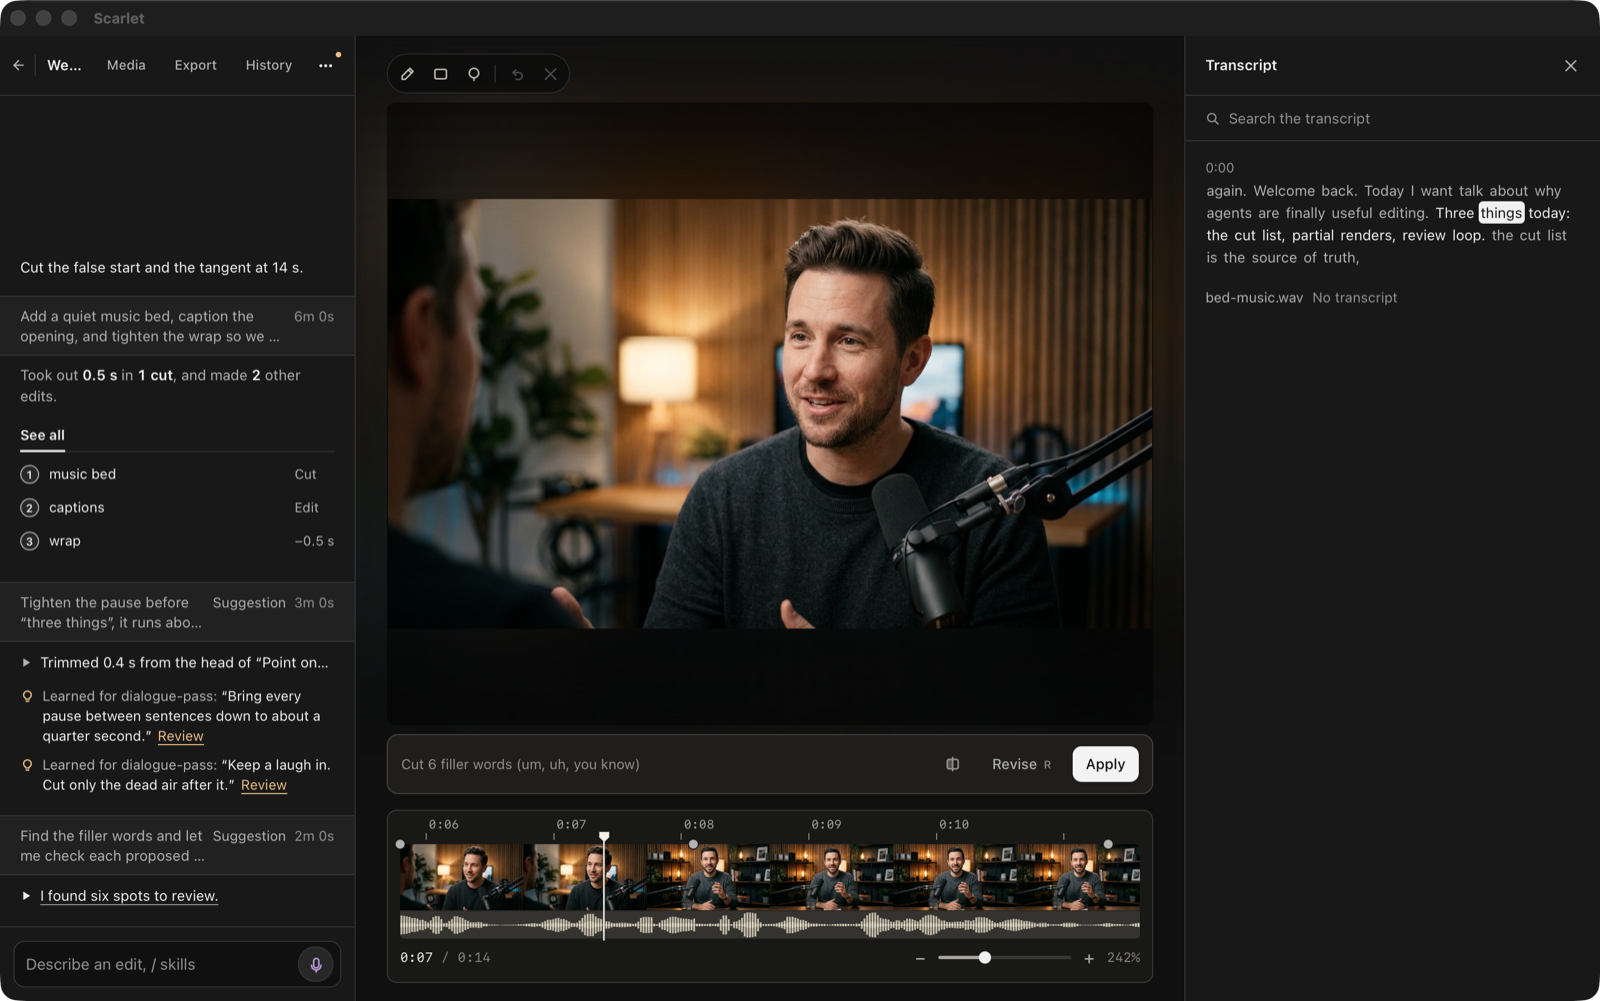 Scarlet
We...
Media
Export
History
Cut the false start and the tangent at 14 s.
Add a quiet music bed, caption the 6m 0s
opening, and tighten the wrap so we ...
Took out 0.5 s in 1 cut, and made 2 other
edits.
See all
1 music bed Cut
2 captions Edit
3 wrap −0.5 s
Tighten the pause before Suggestion 3m 0s
“three things”, it runs abo...
Trimmed 0.4 s from the head of “Point on...
Learned for dialogue-pass: “Bring every
pause between sentences down to about a
quarter second.” Review
Learned for dialogue-pass: “Keep a laugh in.
Cut only the dead air after it.” Review
Find the filler words and let Suggestion 2m 0s
me check each proposed ...
I found six spots to review.
Describe an edit, / skills
Cut 6 filler words (um, uh, you know)
Revise R
Apply
0:06 0:07 0:08 0:09 0:10
0:07 / 0:14
242%
Transcript
Search the transcript
0:00
again. Welcome back. Today I want talk about why
agents are finally useful editing. Three things today:
the cut list, partial renders, review loop. the cut list
is the source of truth,
bed-music.wav No transcript